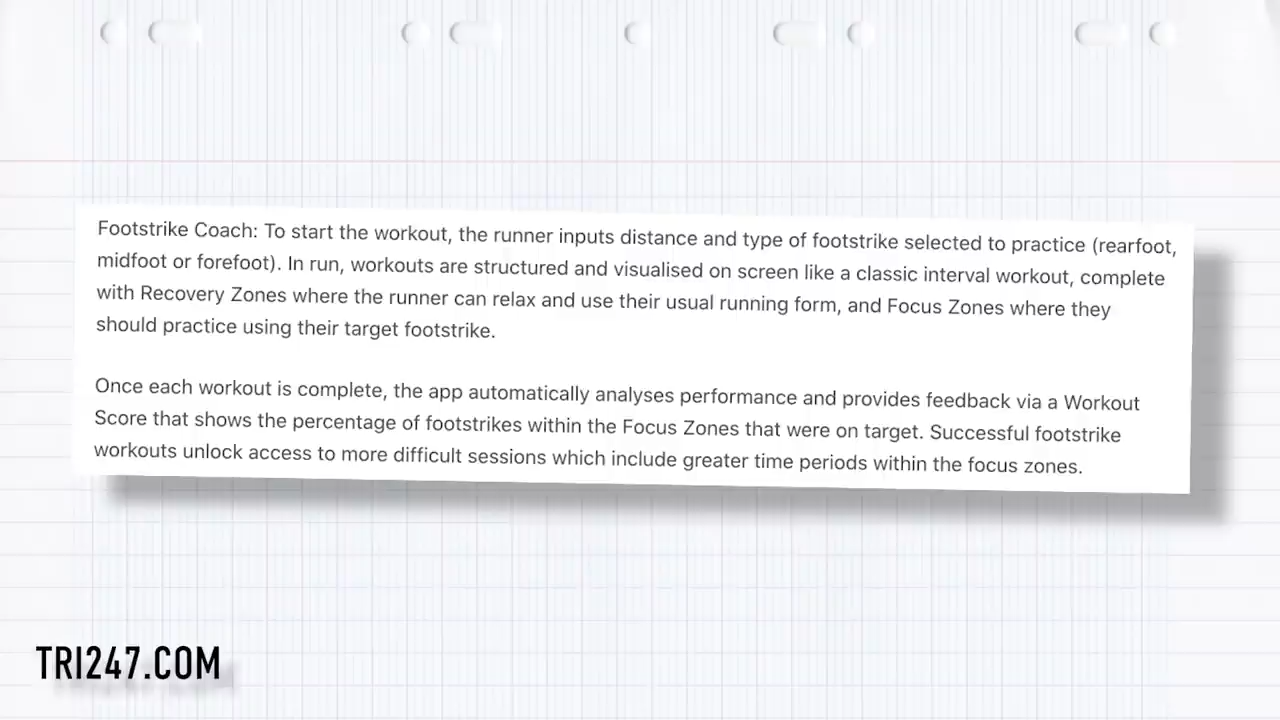 Footstrike Coach: To start the workout, the runner inputs distance and type of footstrike selected to practice (rearfoot,
midfoot or forefoot). In run, workouts are structured and visualised on screen like a classic interval workout, complete
with Recovery Zones where the runner can relax and use their usual running form, and Focus Zones where they
should practice using their target footstrike.
Once each workout is complete, the app automatically analyses performance and provides feedback via a Workout
Score that shows the percentage of footstrikes within the Focus Zones that were on target. Successful footstrike
workouts unlock access to more difficult sessions which include greater time periods within the focus zones.
TRI247.COM